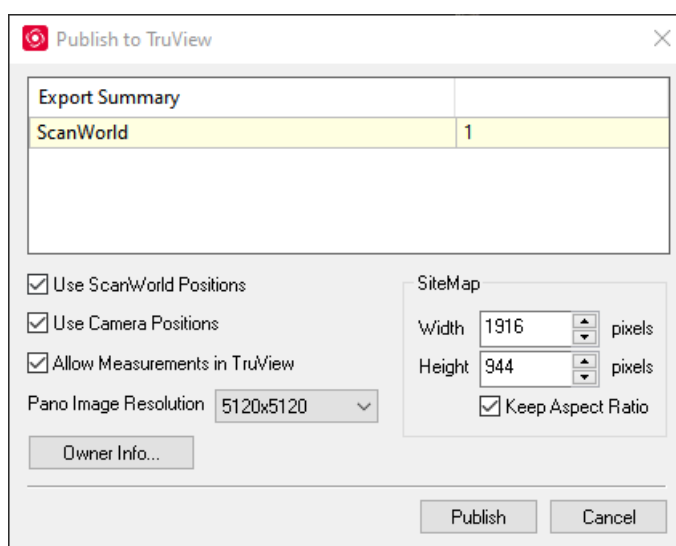 Publish to TruView
Export Summary
ScanWorld 1
Use ScanWorld Positions
Use Camera Positions
Allow Measurements in TruView
Pano Image Resolution 5120x5120
Owner Info...
SiteMap
Width 1916 pixels
Height 944 pixels
Keep Aspect Ratio
Publish Cancel